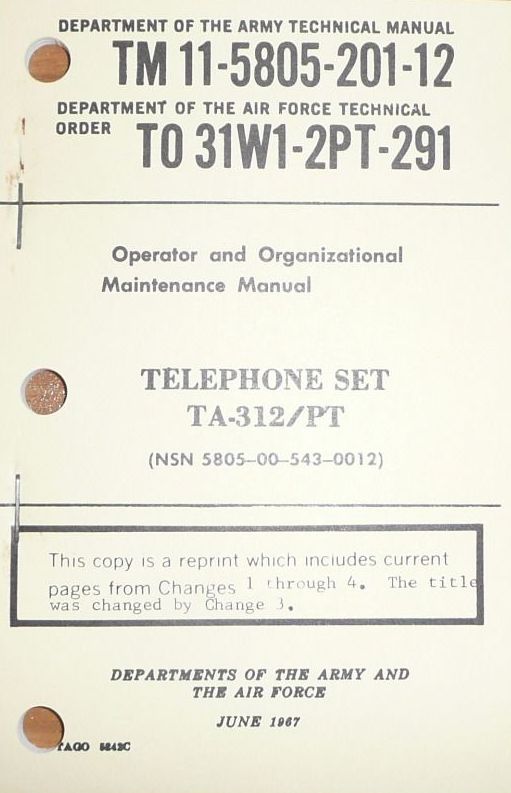 DEPARTMENT OF THE ARMY TECHNICAL MANUAL
TM 11-5805-201-12
DEPARTMENT OF THE AIR FORCE TECHNICAL
ORDER TO 31W1-2PT-291
Operator and Organizational
Maintenance Manual
TELEPHONE SET
TA-312/PT
(NSN 5805-00-543-0012)
This copy is a reprint which includes current
pages from Changes 1 through 4. The title
was changed by Change 3.
DEPARTMENTS OF THE ARMY AND
THE AIR FORCE
JUNE 1967
TAGO 5842C